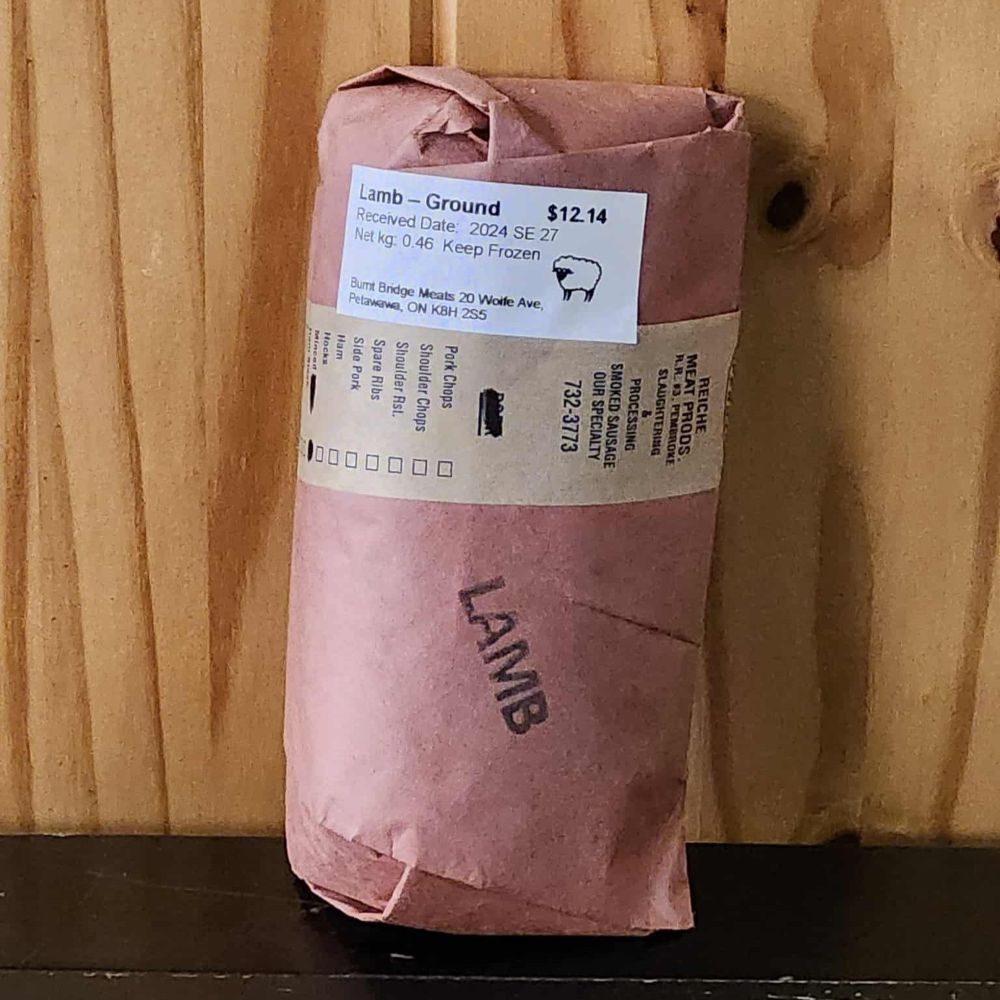 Lamb – Ground $12.14
Received Date: 2024 SE 27
Net kg: 0.46 Keep Frozen
Burnt Bridge Meats 20 Wolfe Ave,
Petawawa, ON K8H 2S5
REICHE
MEAT PRODS.
R.R. #3, PEMBROKE
SLAUGHTERING
&
PROCESSING
SMOKED SAUSAGE
OUR SPECIALTY
732-3773
Pork Chops
Shoulder Chops
Shoulder Rst.
Spare Ribs
Side Pork
Ham
Hocks
Minced
LAMB